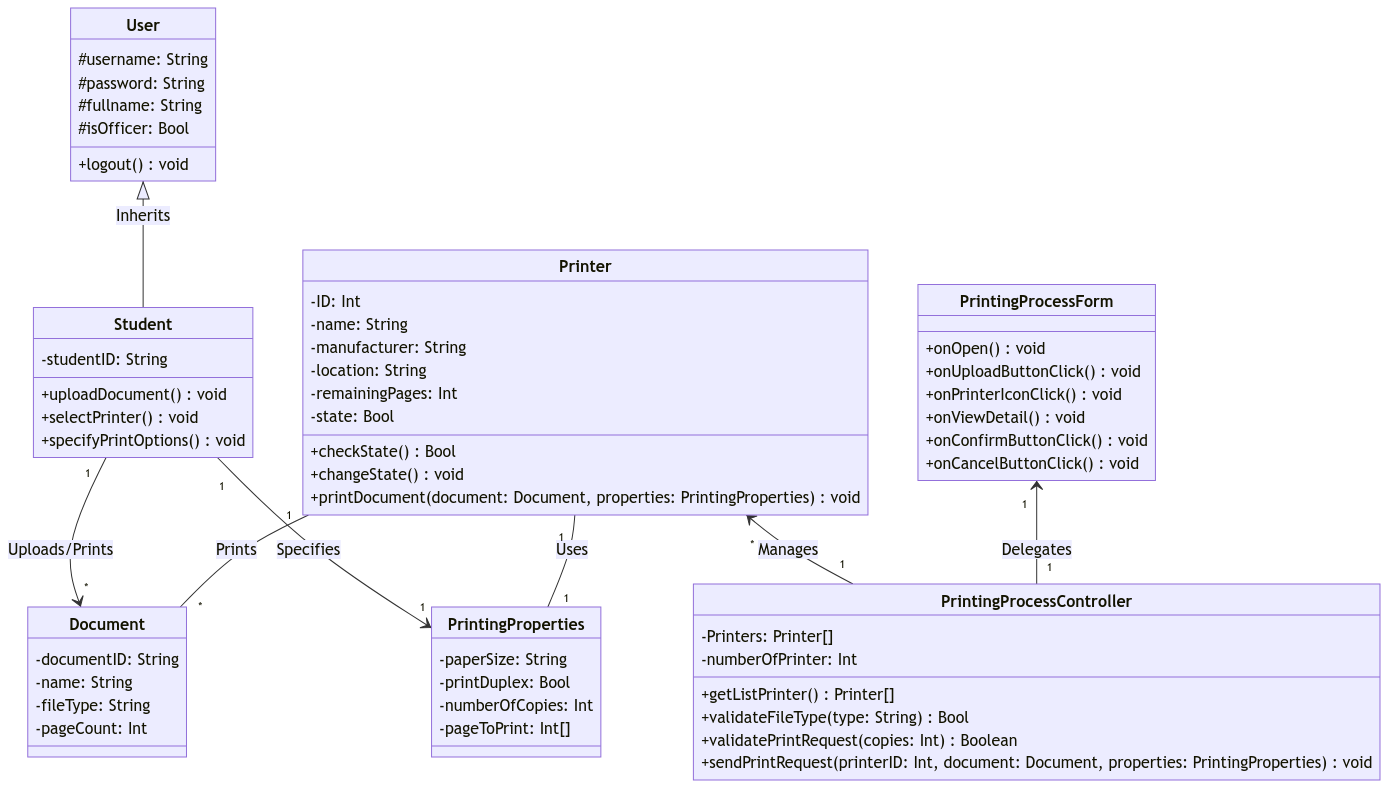 User
#username: String
#password: String
#fullname: String
#isOfficer: Bool
+logout() : void
Inherits
Student
-studentID: String
+uploadDocument() : void
+selectPrinter() : void
+specifyPrintOptions() : void
Printer
-ID: Int
-name: String
-manufacturer: String
-location: String
-remainingPages: Int
-state: Bool
+checkState() : Bool
+changeState() : void
+printDocument(document: Document, properties: PrintingProperties) : void
PrintingProcessForm
+onOpen() : void
+onUploadButtonClick() : void
+onPrinterIconClick() : void
+onViewDetail() : void
+onConfirmButtonClick() : void
+onCancelButtonClick() : void
1
Uploads/Prints
*
1
Prints
*
1
Specifies
1
1
Uses
1
*
Manages
1
1
Delegates
1
Document
-documentID: String
-name: String
-fileType: String
-pageCount: Int
PrintingProperties
-paperSize: String
-printDuplex: Bool
-numberOfCopies: Int
-pageToPrint: Int[]
PrintingProcessController
-Printers: Printer[]
-numberOfPrinter: Int
+getListPrinter() : Printer[]
+validateFileType(type: String) : Bool
+validatePrintRequest(copies: Int) : Boolean
+sendPrintRequest(printerID: Int, document: Document, properties: PrintingProperties) : void